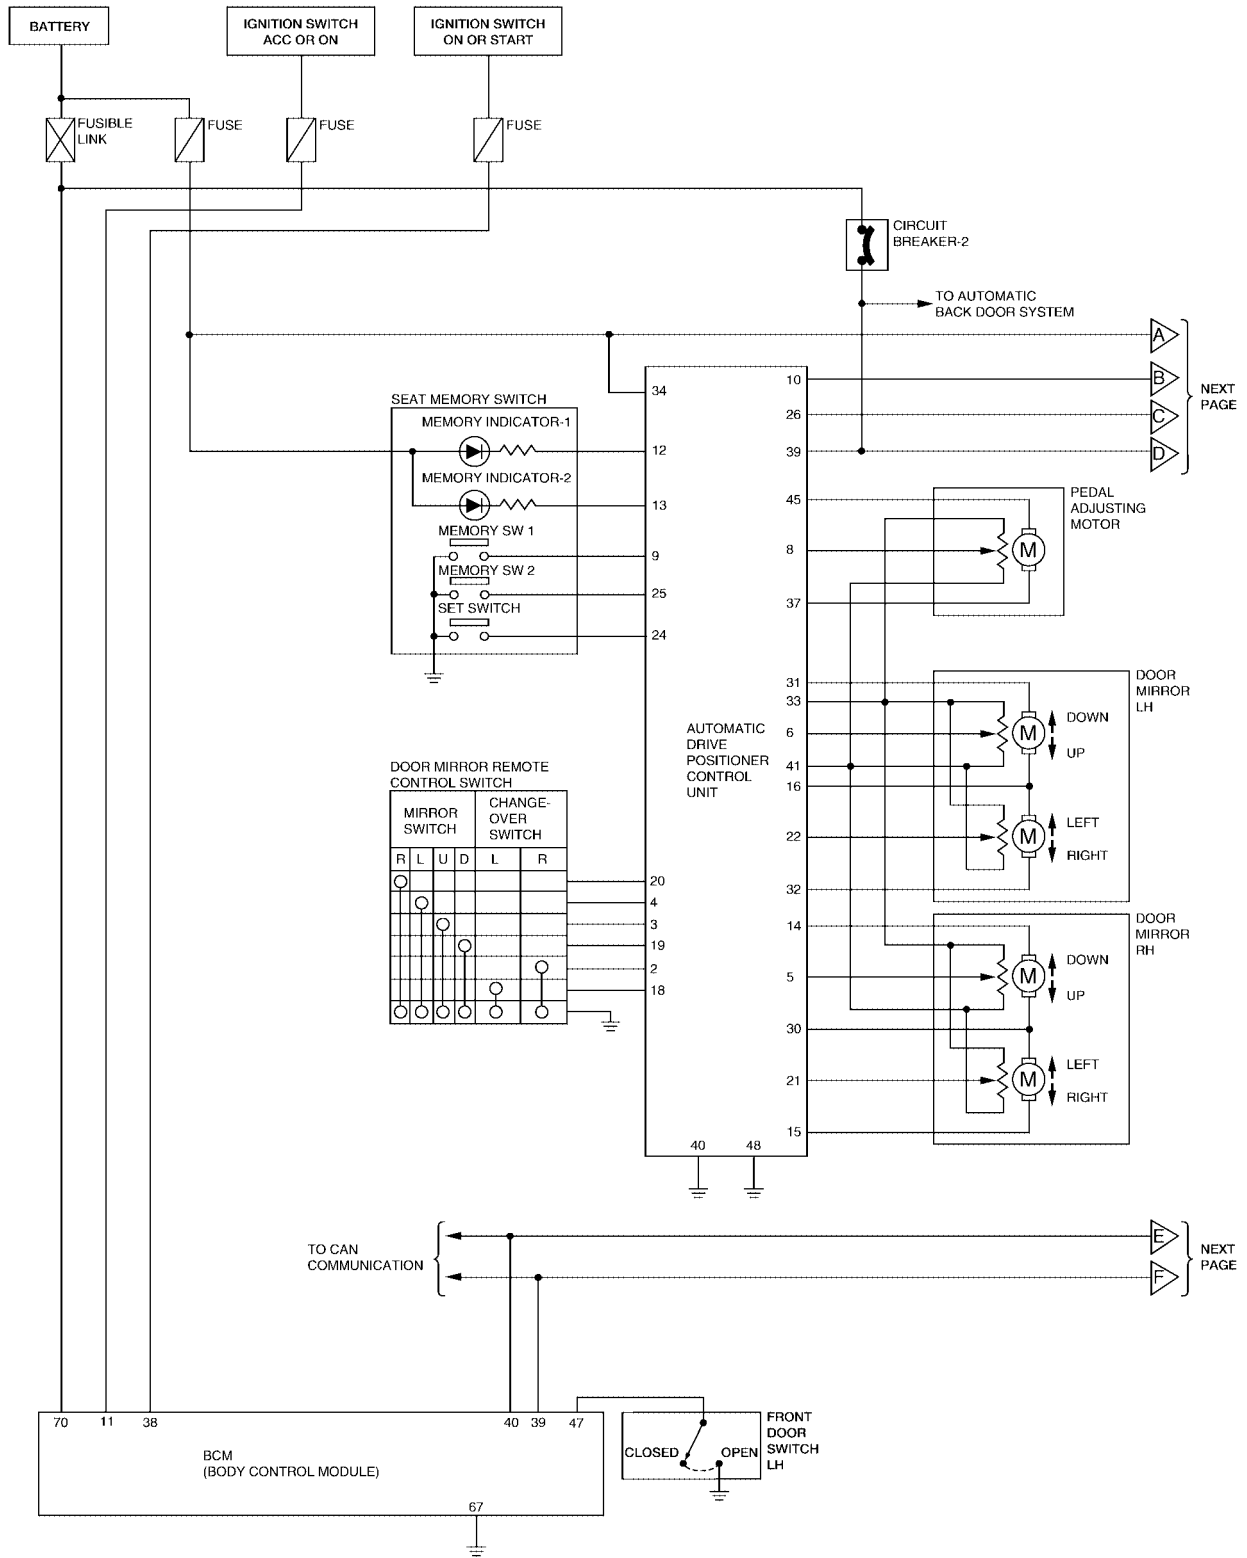 BATTERY
IGNITION SWITCH
ACC OR ON
IGNITION SWITCH
ON OR START
FUSIBLE
LINK
FUSE
FUSE
FUSE
CIRCUIT
BREAKER-2
TO AUTOMATIC
BACK DOOR SYSTEM
A
B
C
D
NEXT
PAGE
SEAT MEMORY SWITCH
MEMORY INDICATOR-1
MEMORY INDICATOR-2
MEMORY SW 1
MEMORY SW 2
SET SWITCH
34
12
13
9
25
24
10
26
39
45
8
37
PEDAL
ADJUSTING
MOTOR
M
AUTOMATIC
DRIVE
POSITIONER
CONTROL
UNIT
31
33
6
41
16
22
32
DOOR
MIRROR
LH
M
DOWN
UP
M
LEFT
RIGHT
DOOR MIRROR REMOTE
CONTROL SWITCH
MIRROR
SWITCH
CHANGE-
OVER
SWITCH
R L U D L R
20
4
3
19
2
18
14
5
30
21
15
DOOR
MIRROR
RH
M
DOWN
UP
M
LEFT
RIGHT
40 48
TO CAN
COMMUNICATION
E
F
NEXT
PAGE
70 11 38 40 39 47
BCM
(BODY CONTROL MODULE)
67
CLOSED OPEN
FRONT
DOOR
SWITCH
LH